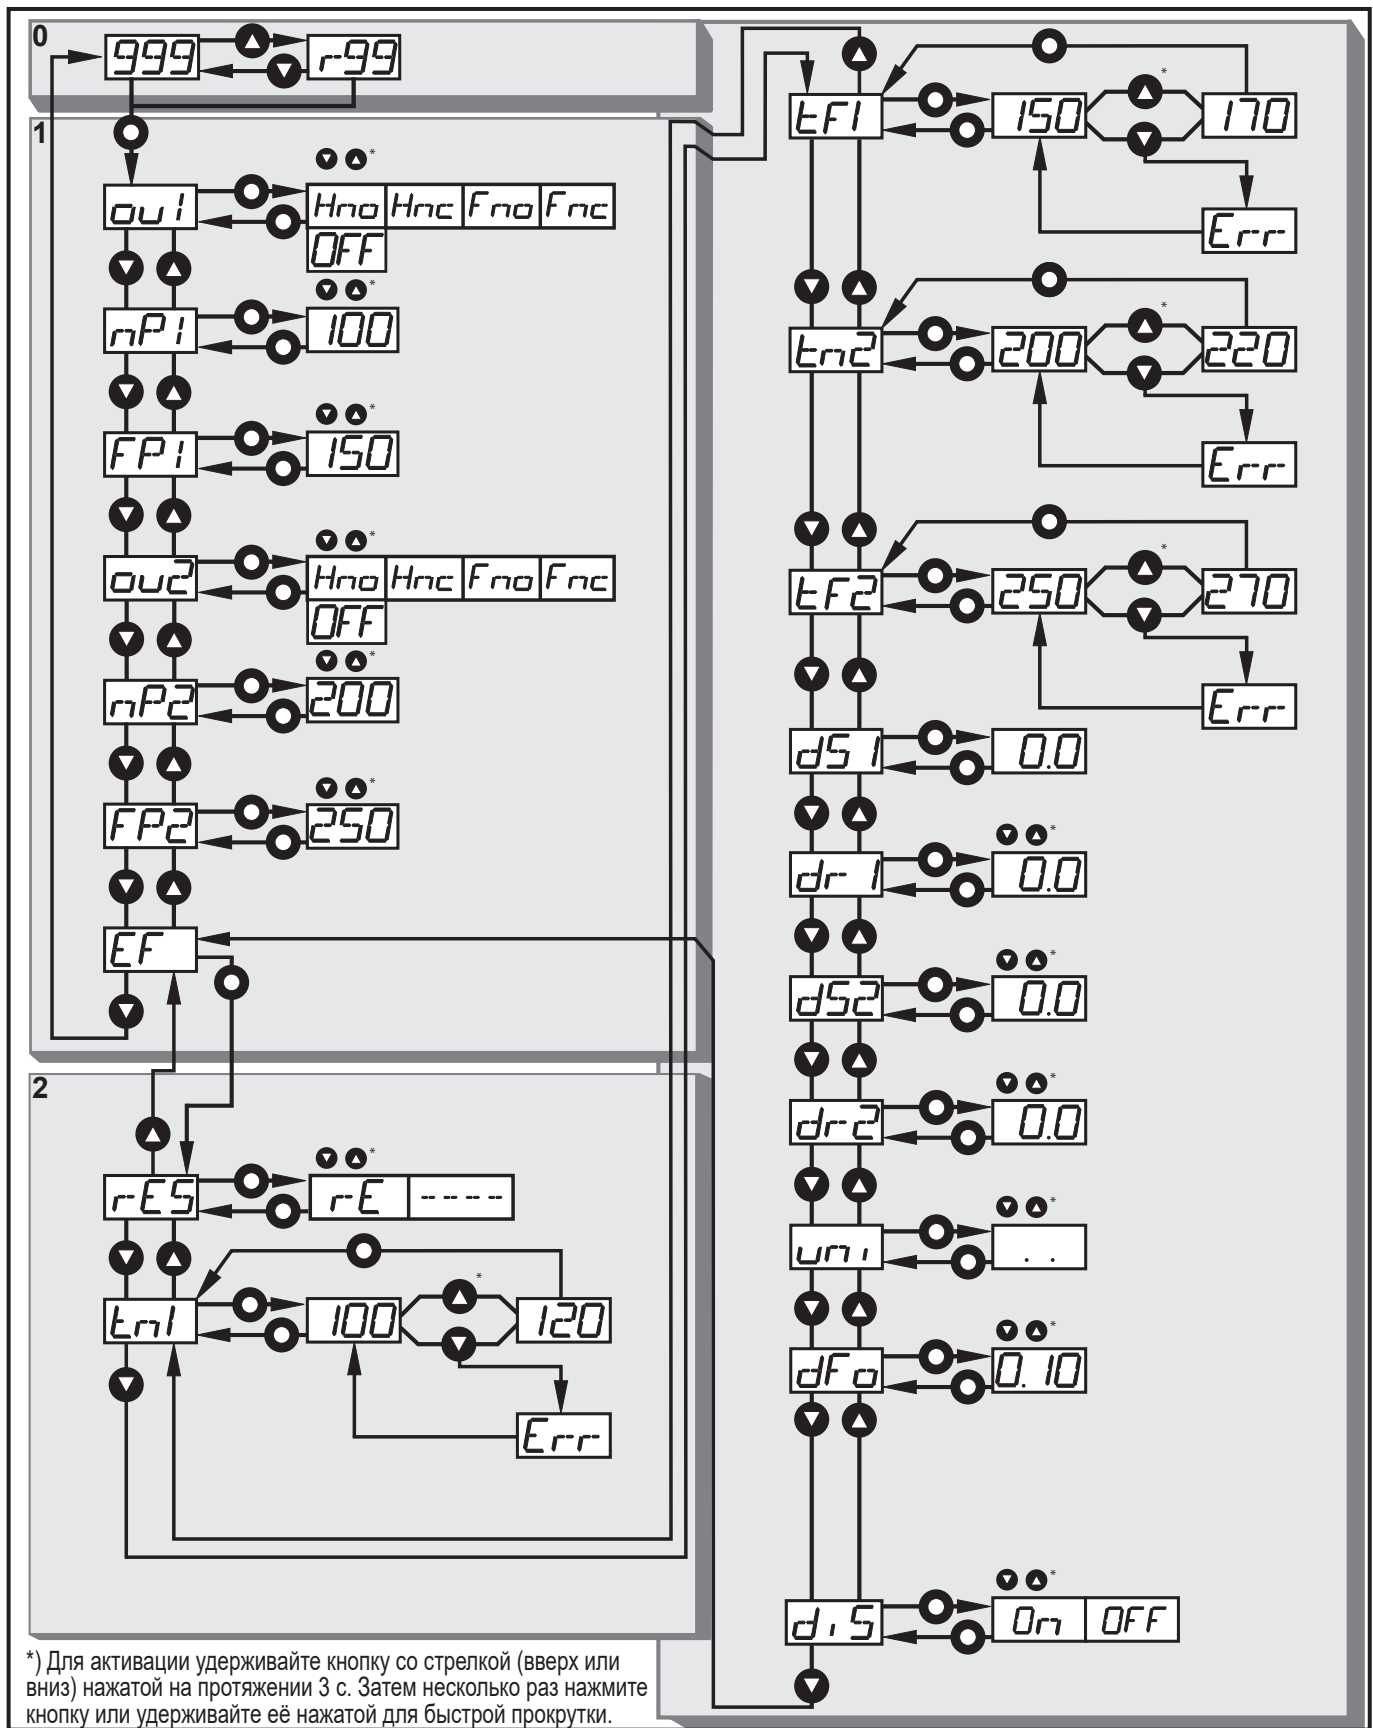 0
999 r99
1
ou1 Hno Hnc Fno Fnc
OFF
nP1 100
FP1 150
ou2 Hno Hnc Fno Fnc
OFF
nP2 200
FP2 250
EF
2
rES rE ----
tn1 100 120
Err
tF1 150 170
Err
tn2 200 220
Err
tF2 250 270
Err
dS1 0.0
dr1 0.0
dS2 0.0
dr2 0.0
uni . .
dFo 0.10
diS On OFF
*) Для активации удерживайте кнопку со стрелкой (вверх или
вниз) нажатой на протяжении 3 с. Затем несколько раз нажмите
кнопку или удерживайте её нажатой для быстрой прокрутки.